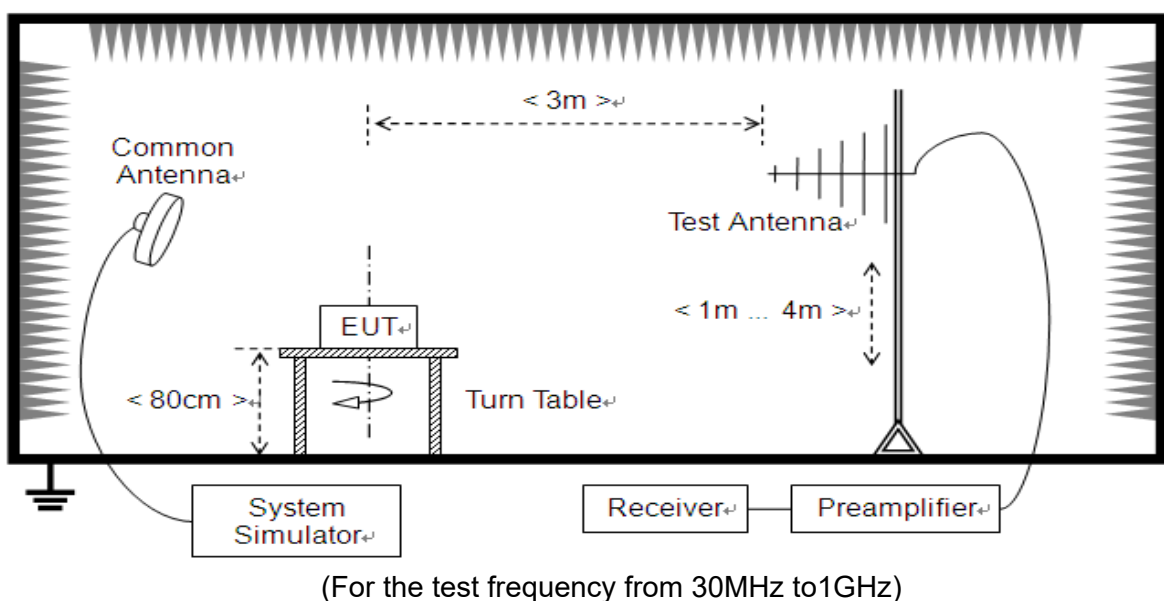 < 3m >↵
Common
Antenna↵
Test Antenna↵
< 1m ... 4m >↵
EUT↵
< 80cm >↵
Turn Table↵
System
Simulator↵
Receiver↵
Preamplifier↵
(For the test frequency from 30MHz to1GHz)